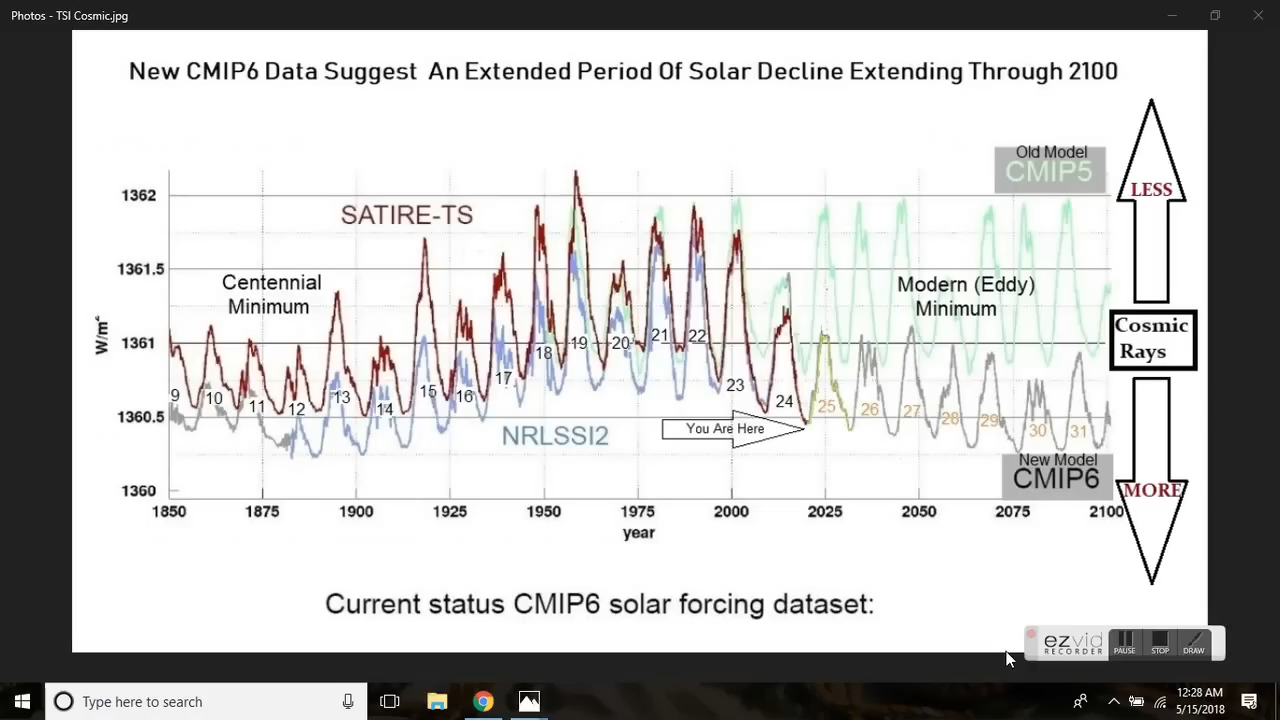 Photos - TSI Cosmic.jpg
New CMIP6 Data Suggest An Extended Period Of Solar Decline Extending Through 2100
Old Model
CMIP5
LESS
1362
SATIRE-TS
1361.5
Centennial
Minimum
Modern (Eddy)
Minimum
Cosmic
Rays
W/m²
1361
9 10 11 12 13 14 15 16 17 18 19 20 21 22 23 24 25 26 27 28 29 30 31
1360.5
You Are Here
NRLSSI2
New Model
CMIP6
MORE
1360
1850 1875 1900 1925 1950 1975 2000 2025 2050 2075 2100
year
Current status CMIP6 solar forcing dataset:
ezvid
RECORDER
PAUSE STOP DRAW
Type here to search
12:28 AM
5/15/2018